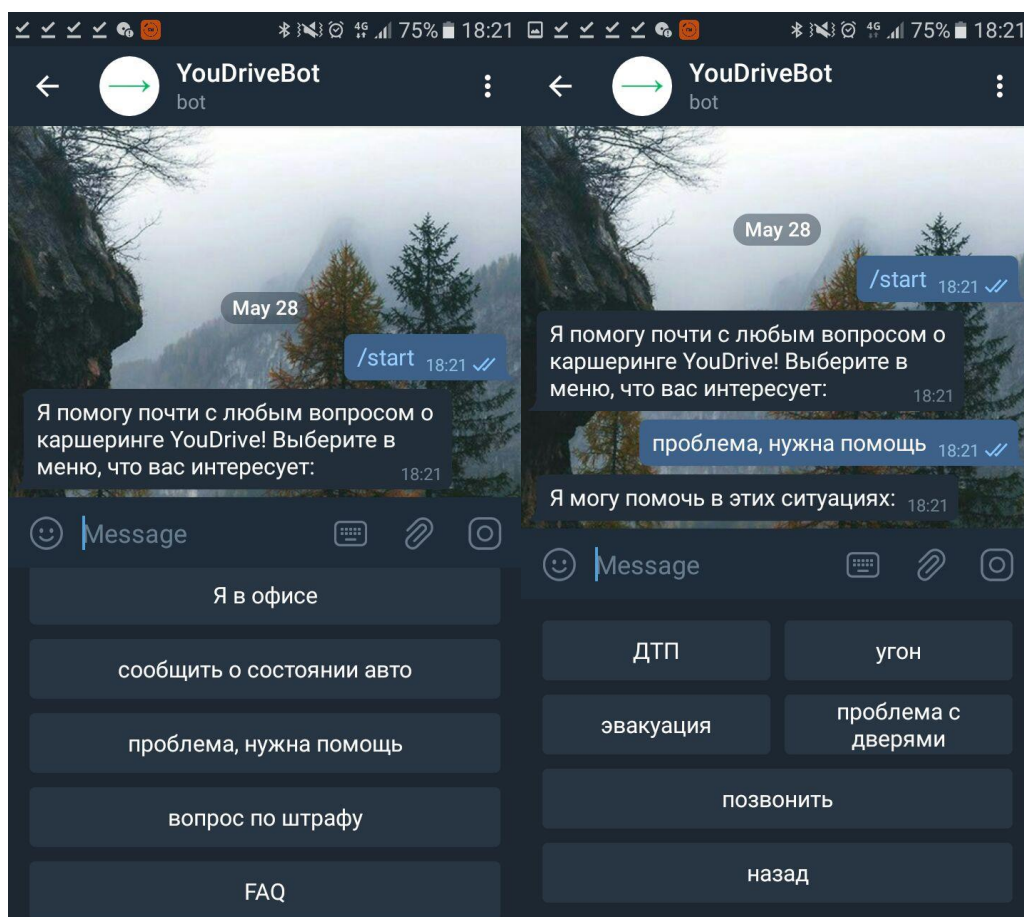 75% 18:21
YouDriveBot
bot
May 28
/start 18:21
Я помогу почти с любым вопросом о
каршеринге YouDrive! Выберите в
меню, что вас интересует: 18:21
Message
Я в офисе
сообщить о состоянии авто
проблема, нужна помощь
вопрос по штрафу
FAQ
75% 18:21
YouDriveBot
bot
May 28
/start 18:21
Я помогу почти с любым вопросом о
каршеринге YouDrive! Выберите в
меню, что вас интересует: 18:21
проблема, нужна помощь 18:21
Я могу помочь в этих ситуациях: 18:21
Message
ДТП
угон
эвакуация
проблема с
дверями
позвонить
назад